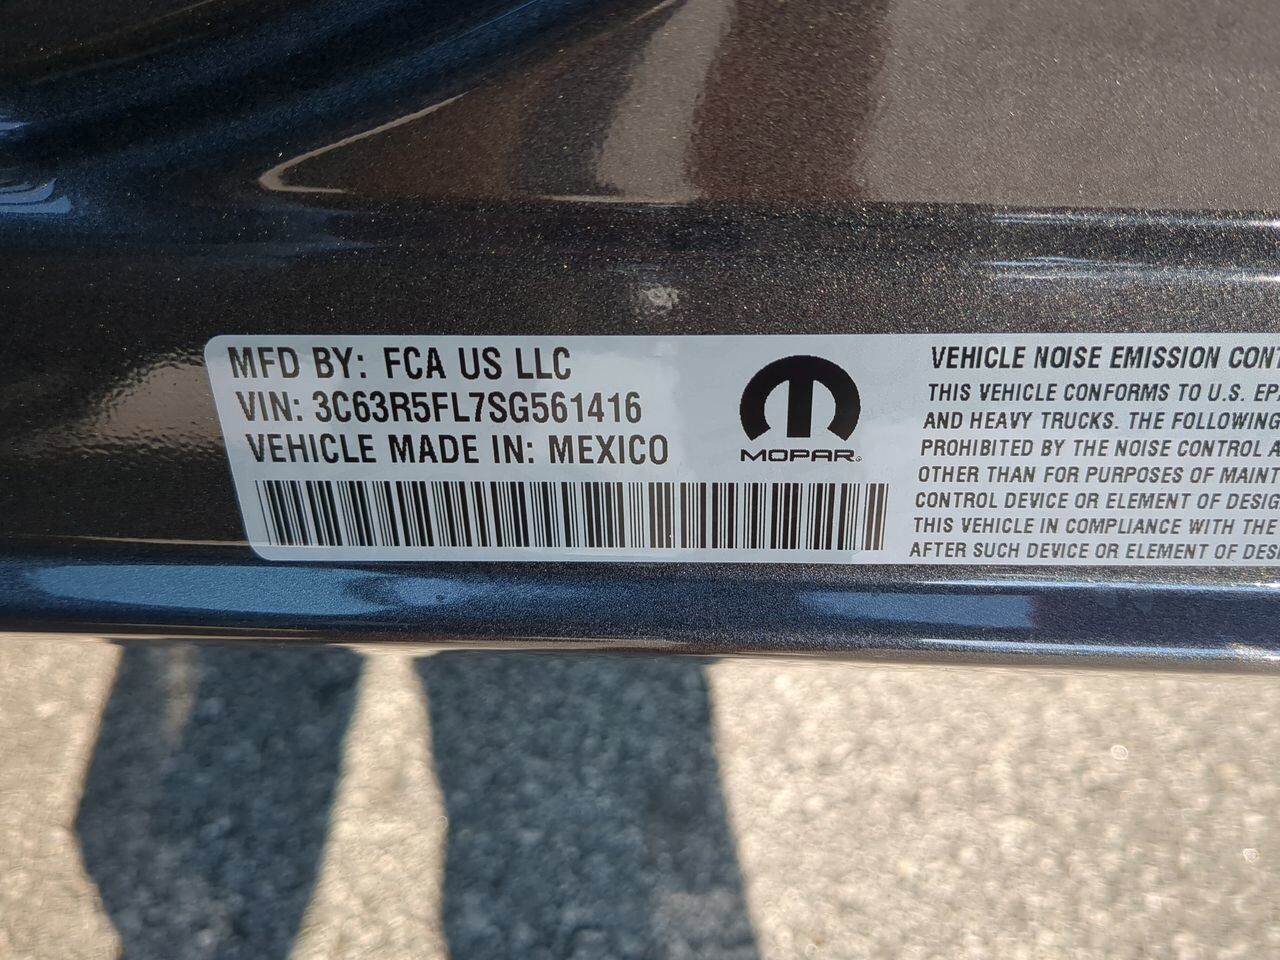 MFD BY: FCA US LLC
VIN: 3C63R5FL7SG561416
VEHICLE MADE IN: MEXICO
MOPAR
VEHICLE NOISE EMISSION
THIS VEHICLE CONFORMS TO U.S.
AND HEAVY TRUCKS. THE FOLLOWING
PROHIBITED BY THE NOISE CONTROL
OTHER THAN FOR PURPOSES OF
CONTROL DEVICE OR ELEMENT OF
THIS VEHICLE IN COMPLIANCE WITH THE
AFTER SUCH DEVICE OR ELEMENT OF